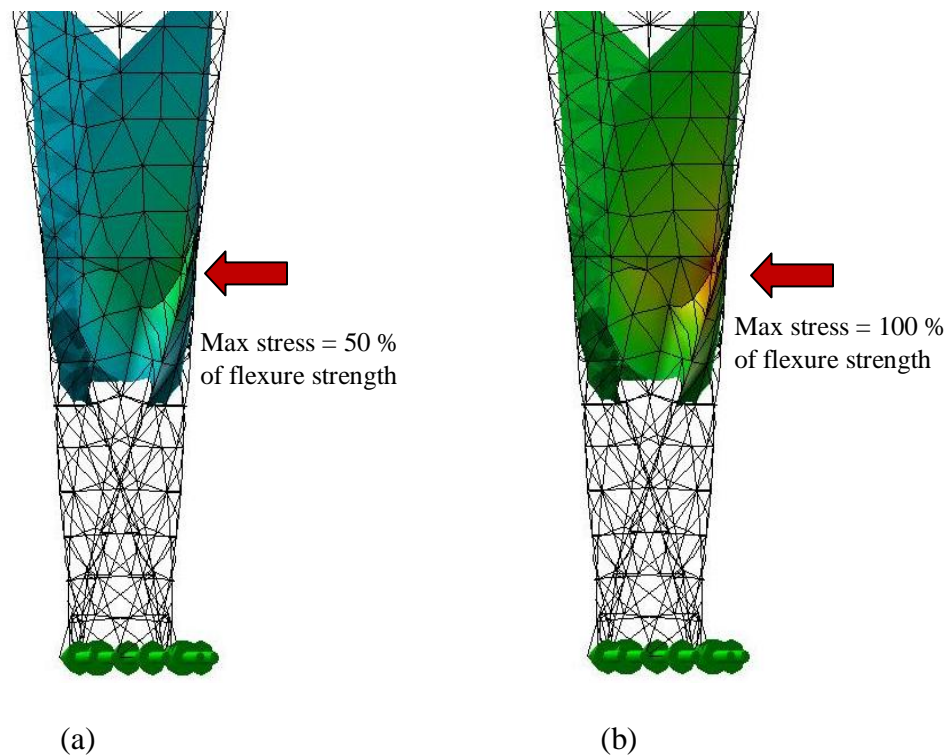 Max stress = 50 %
of flexure strength
Max stress = 100 %
of flexure strength
(a)
(b)